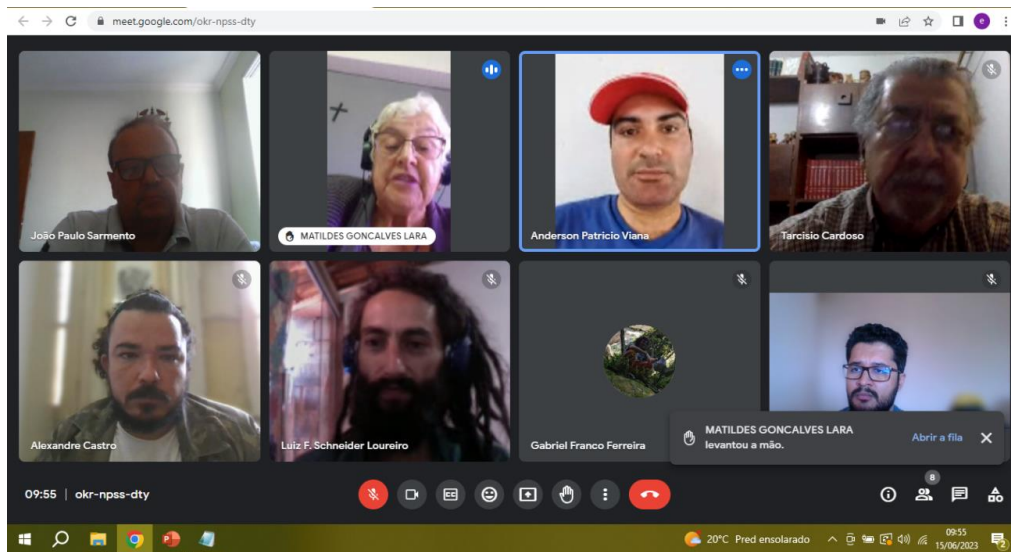 meet.google.com/okr-npss-dty
e
João Paulo Sarmento
MATILDES GONCALVES LARA
Anderson Patricio Viana
Tarcisio Cardoso
Alexandre Castro
Luiz F. Schneider Loureiro
Gabriel Franco Ferreira
MATILDES GONCALVES LARA
levantou a mão.
Abrir a fila
09:55 | okr-npss-dty
CC
8
20°C Pred ensolarado
09:55
15/06/2023
2